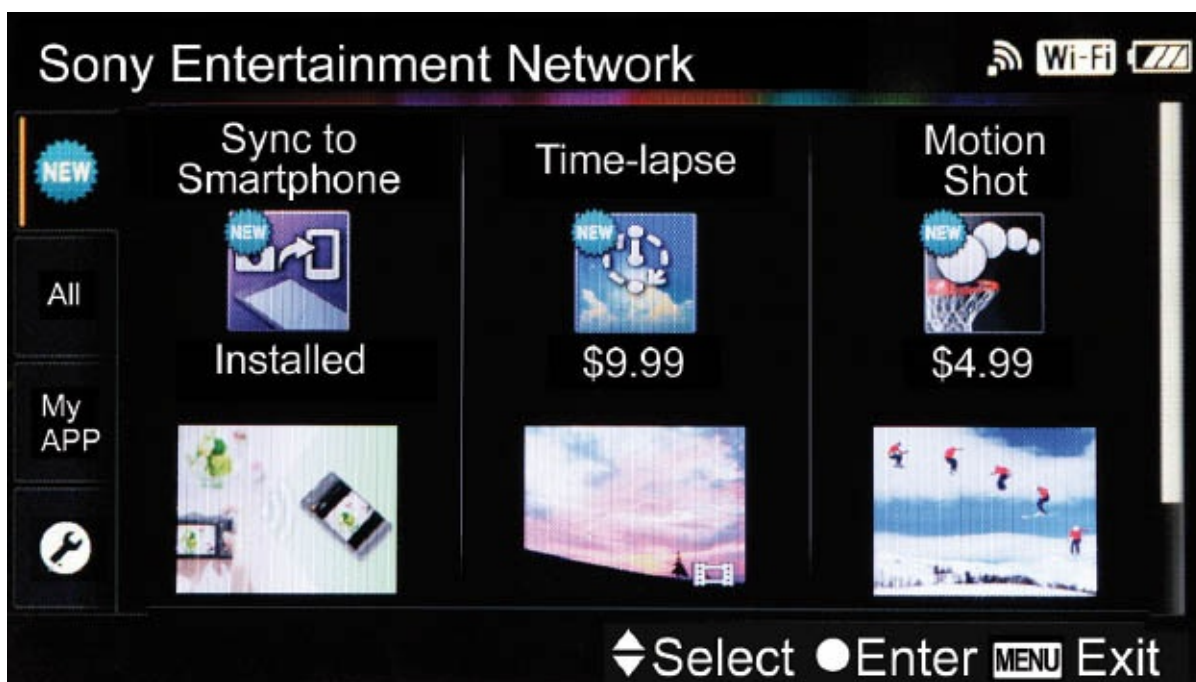 Sony Entertainment Network
Wi-Fi
NEW
All
My
APP
Sync to
Smartphone
NEW
Installed
Time-lapse
NEW
$9.99
Motion
Shot
NEW
$4.99
Select Enter MENU Exit